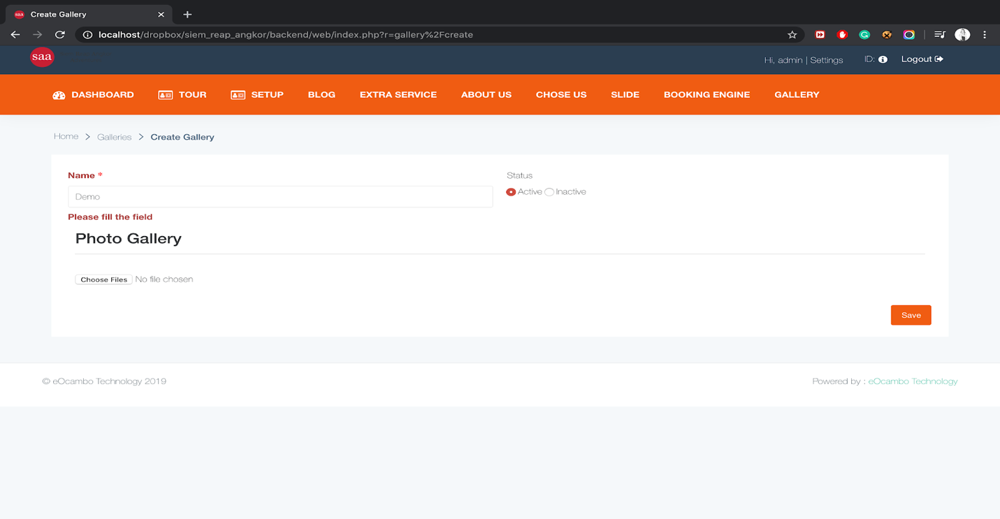 saa Create Gallery
localhost/dropbox/siem_reap_angkor/backend/web/index.php?r=gallery%2Fcreate
saa
Hi, admin | Settings ID: Logout
DASHBOARD TOUR SETUP BLOG EXTRA SERVICE ABOUT US CHOSE US SLIDE BOOKING ENGINE GALLERY
Home > Galleries > Create Gallery
Name * Status
Demo Active Inactive
Please fill the field
Photo Gallery
Choose Files No file chosen
Save
© eOcambo Technology 2019 Powered by : eOcambo Technology